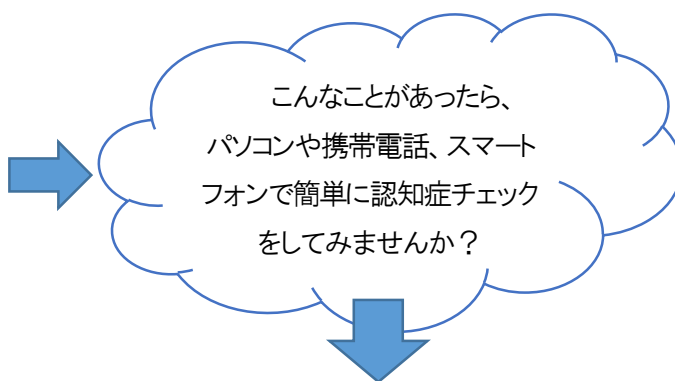 こんなことがあったら、
パソコンや携帯電話、スマート
フォンで簡単に認知症チェック
をしてみませんか？